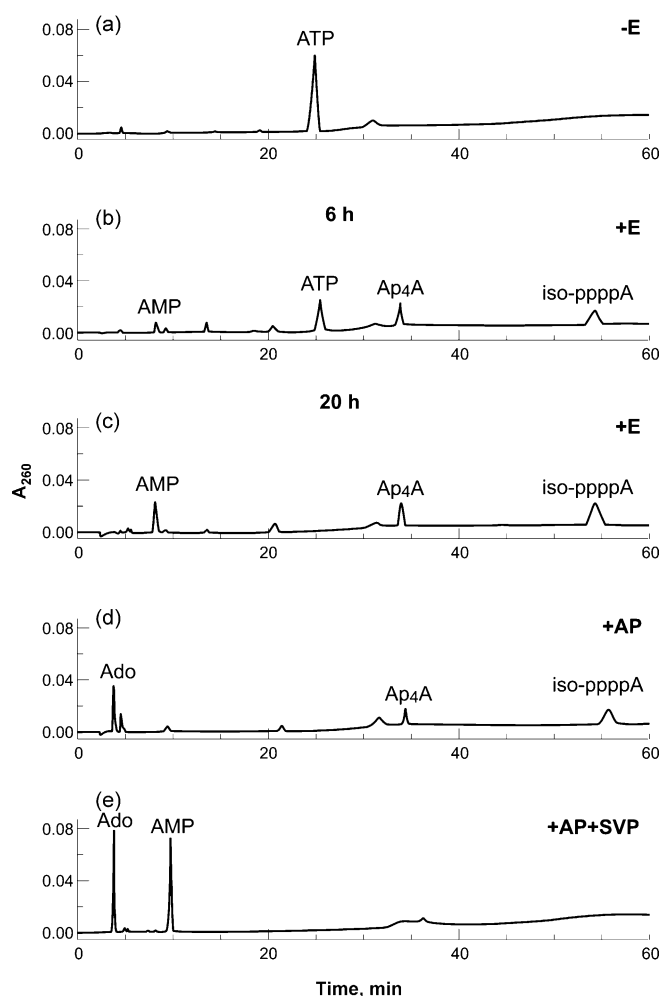 (a)
-E
ATP
0.08
0.04
0.00
0 20 40 60
(b)
6 h
+E
0.08
0.04
0.00
AMP ATP Ap4A iso-ppppA
0 20 40 60
(c)
20 h
+E
0.08
0.04
0.00
A260
AMP Ap4A iso-ppppA
0 20 40 60
(d)
+AP
0.08
0.04
0.00
Ado Ap4A iso-ppppA
0 20 40 60
(e)
+AP+SVP
Ado AMP
0.08
0.04
0.00
0 20 40 60
Time, min